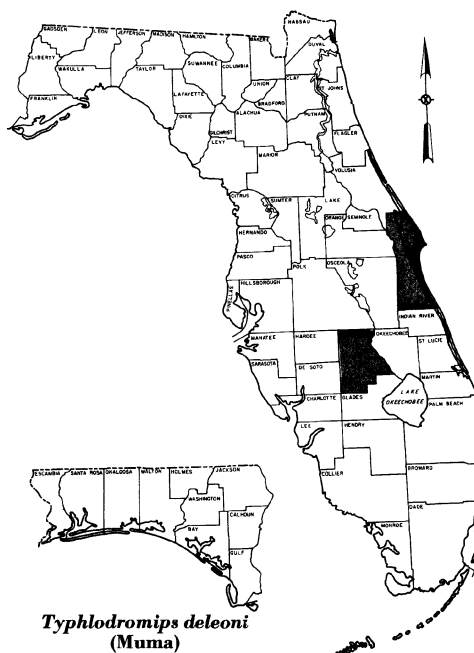 NASSAU
GADSDEN
LEON
JEFFERSON
MADISON
HAMILTON
BAKER
DUVAL
LIBERTY
WAKULLA
TAYLOR
SUWANNEE
COLUMBIA
UNION
CLAY
ST JOHNS
FRANKLIN
LAFAYETTE
BRADFORD
DIXIE
GILCHRIST
ALACHUA
PUTNAM
FLAGLER
LEVY
MARION
VOLUSIA
CITRUS
SUMTER
LAKE
ORANGE
SEMINOLE
HERNANDO
PASCO
POLK
OSCEOLA
PINELLAS
HILLSBOROUGH
INDIAN RIVER
MANATEE
HARDEE
OKEECHOBEE
ST LUCIE
SARASOTA
DE SOTO
MARTIN
CHARLOTTE
GLADES
LAKE
OKEECHOBEE
PALM BEACH
LEE
HENDRY
COLLIER
BROWARD
DADE
MONROE
ESCAMBIA
SANTA ROSA
OKALOOSA
WALTON
HOLMES
JACKSON
WASHINGTON
BAY
CALHOUN
GULF
Typhlodromips deleoni
(Muma)